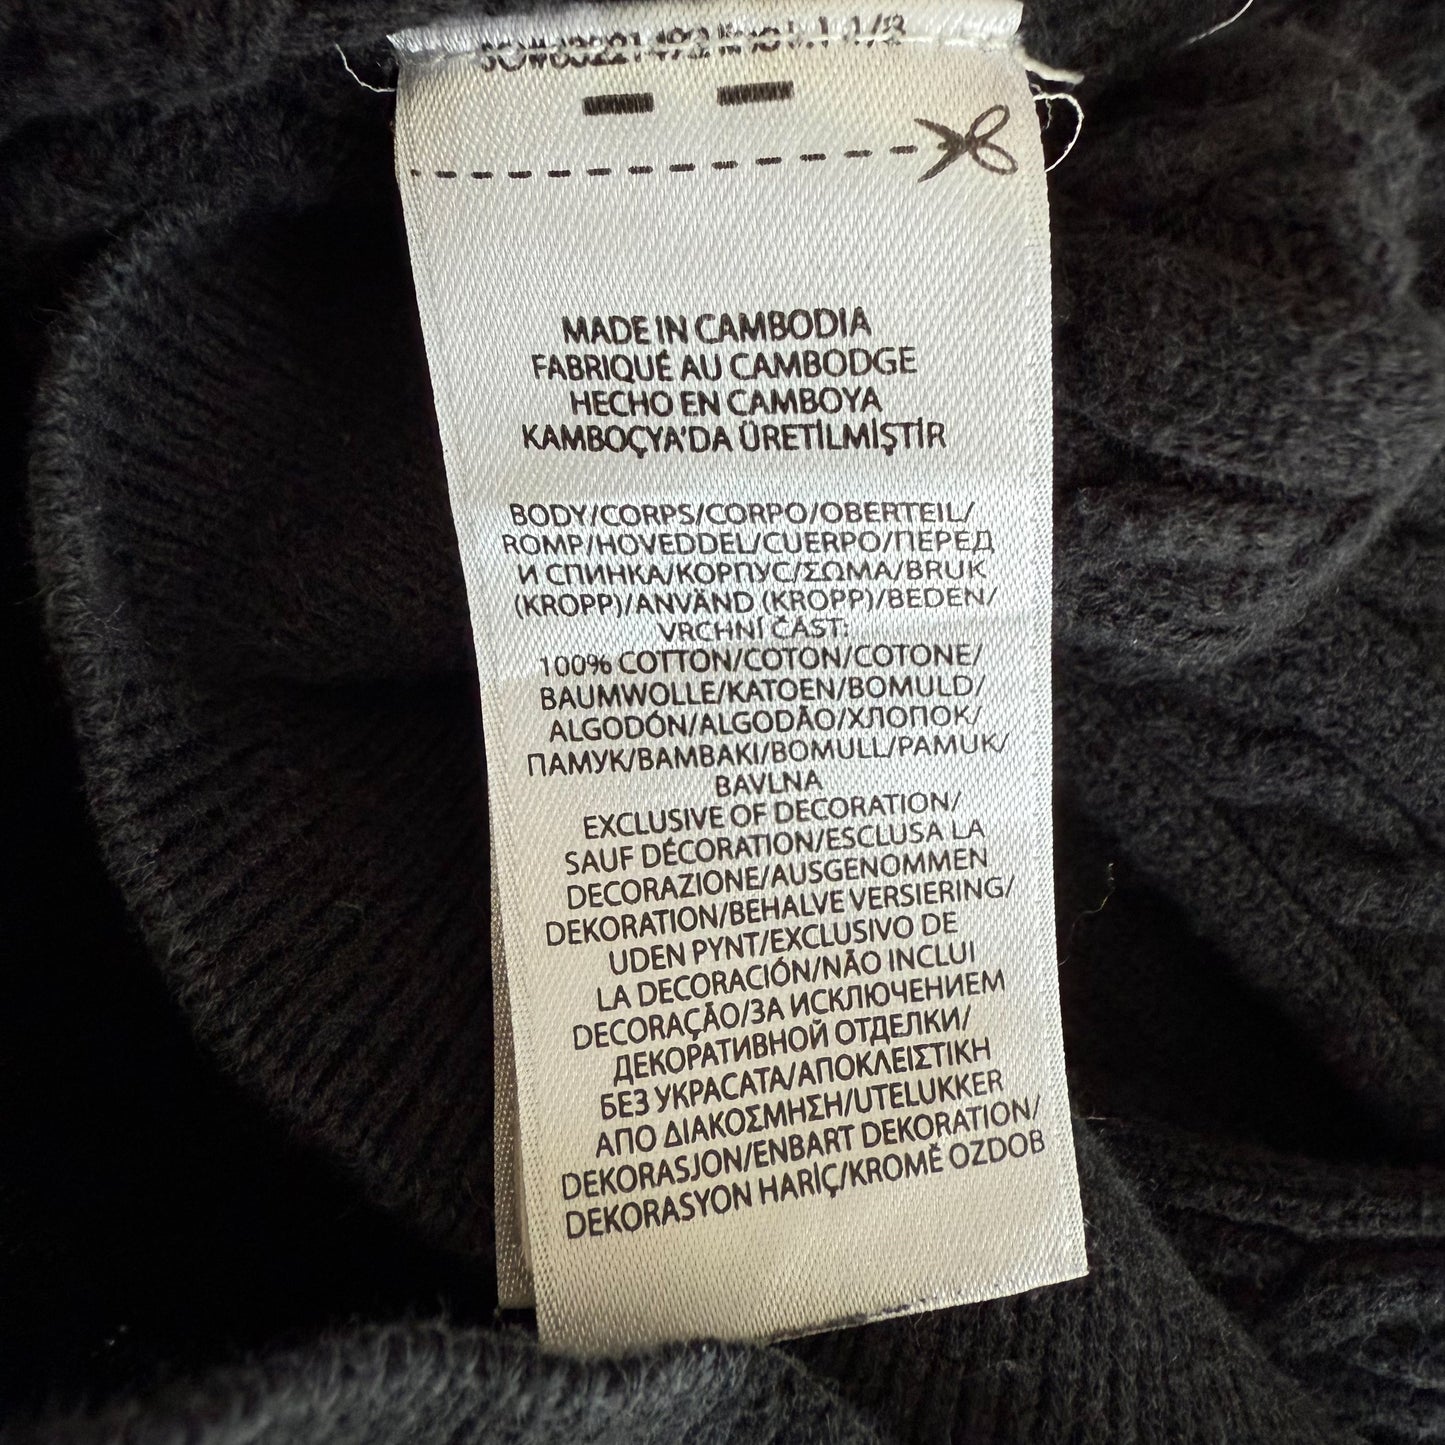 MADE IN CAMBODIA
FABRIQUÉ AU CAMBODGE
HECHO EN CAMBOYA
KAMBOÇYA'DA ÜRETİLMİŞTİR
BODY/CORPS/CORPO/OBERTEIL/
ROMP/HOVEDDEL/CUERPO/ПЕРЕД
И СПИНКА/КОРПУС/ΣΩΜΑ/BRUK
(KROPP)/ANVÄND (KROPP)/BEDEN/
VRCHNÍ ČÁST:
100% COTTON/COTON/COTONE/
BAUMWOLLE/KATOEN/BOMULD/
ALGODÓN/ALGODÃO/ХЛОПОК/
ПАМУК/BAMBAKI/BOMULL/PAMUK/
BAVLNA
EXCLUSIVE OF DECORATION/
SAUF DÉCORATION/ESCLUSA LA
DECORAZIONE/AUSGENOMMEN
DEKORATION/BEHALVE VERSIERING/
UDEN PYNT/EXCLUSIVO DE
LA DECORACIÓN/NÃO INCLUI
DECORAÇÃO/ЗА ИСКЛЮЧЕНИЕМ
ДЕКОРАТИВНОЙ ОТДЕЛКИ/
БЕЗ УКРАСАТА/ΑΠΟΚΛΕΙΣΤΙΚΗ
ΑΠΟ ΔΙΑΚΟΣΜΗΣΗ/UTELUKKER
DEKORASJON/ENBART DEKORATION/
DEKORASYON HARİÇ/KROMĚ OZDOB